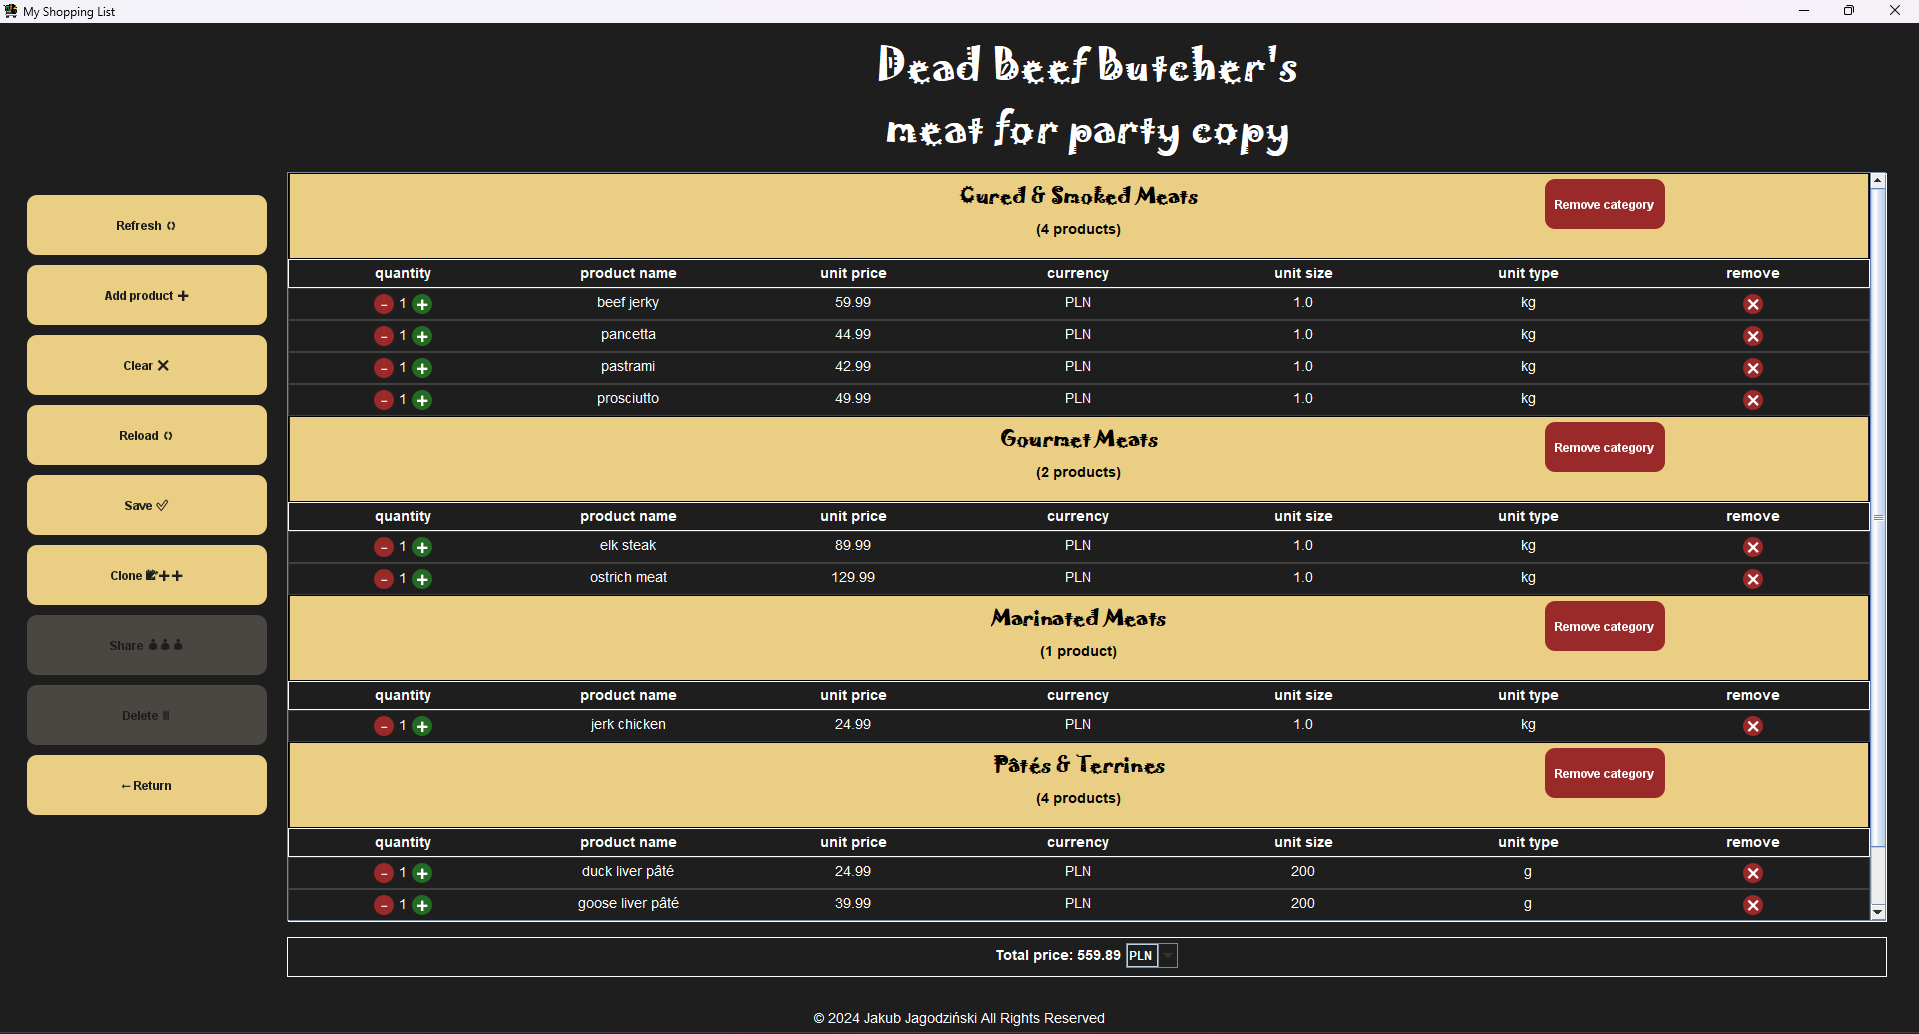 My Shopping List
Dead Beef Butcher's
meat for party copy
Refresh
Add product
Clear
Reload
Save
Clone
Share
Delete
←Return
Cured & Smoked Meats
(4 products)
Remove category
quantity product name unit price currency unit size unit type remove
- 1 + beef jerky 59.99 PLN 1.0 kg
- 1 + pancetta 44.99 PLN 1.0 kg
- 1 + pastrami 42.99 PLN 1.0 kg
- 1 + prosciutto 49.99 PLN 1.0 kg
Gourmet Meats
(2 products)
Remove category
quantity product name unit price currency unit size unit type remove
- 1 + elk steak 89.99 PLN 1.0 kg
- 1 + ostrich meat 129.99 PLN 1.0 kg
Marinated Meats
(1 product)
Remove category
quantity product name unit price currency unit size unit type remove
- 1 + jerk chicken 24.99 PLN 1.0 kg
Pâtés & Terrines
(4 products)
Remove category
quantity product name unit price currency unit size unit type remove
- 1 + duck liver pâté 24.99 PLN 200 g
- 1 + goose liver pâté 39.99 PLN 200 g
Total price: 559.89 PLN
© 2024 Jakub Jagodziński All Rights Reserved